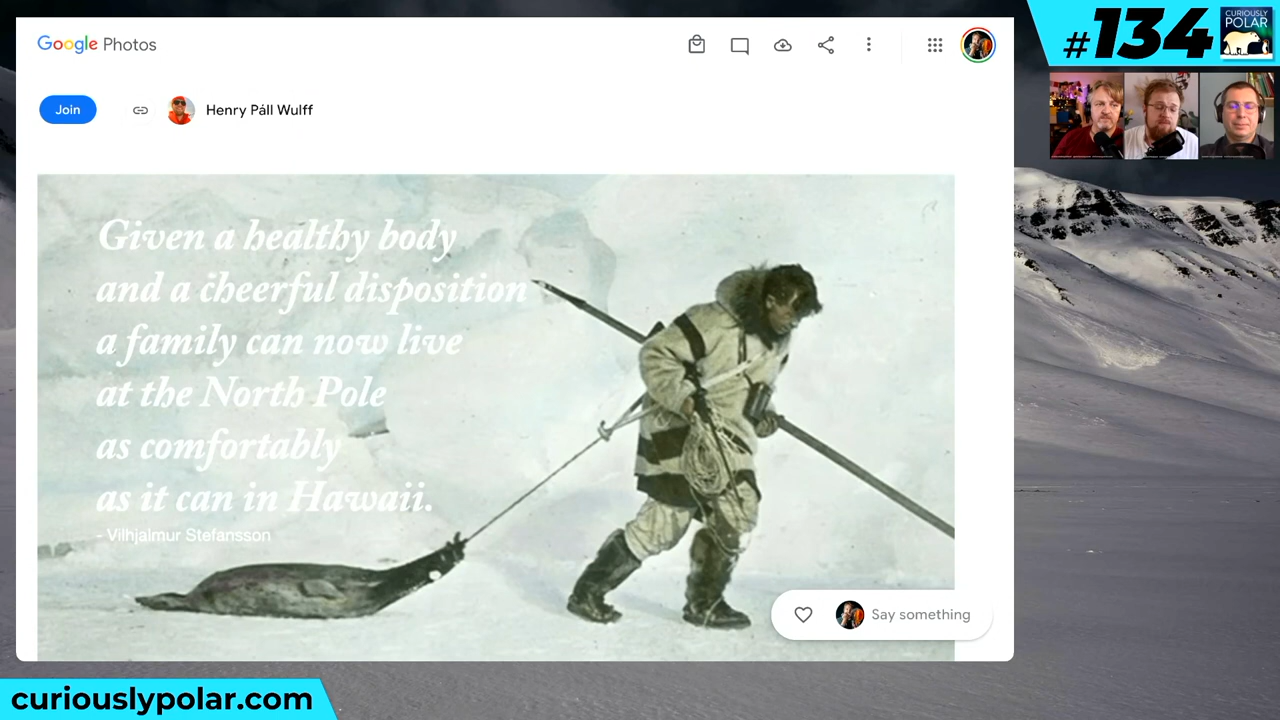 Google Photos
#134
CURIOUSLY
POLAR
Join
Henry Páll Wulff
Given a healthy body
and a cheerful disposition
a family can now live
at the North Pole
as comfortably
as it can in Hawaii.
- Vilhjalmur Stefansson
Say something
curiouslypolar.com